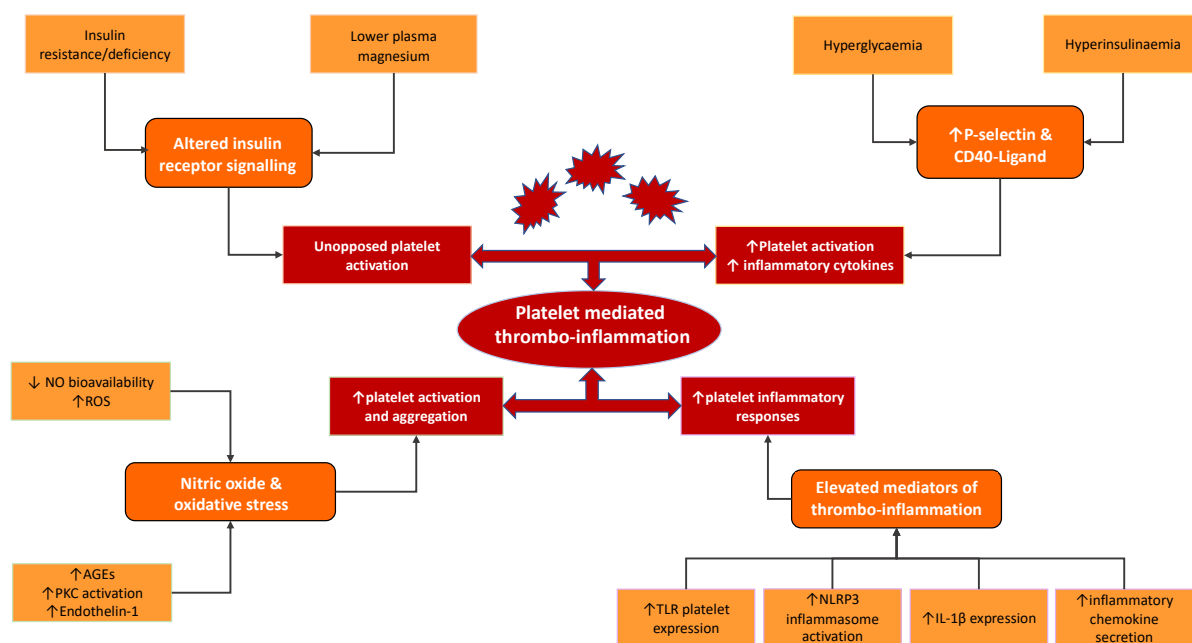 Insulin
resistance/deficiency
Lower plasma
magnesium
Hyperglycaemia
Hyperinsulinaemia
Altered insulin
receptor signalling
↑P-selectin &
CD40-Ligand
Unopposed platelet
activation
↑Platelet activation
↑ inflammatory cytokines
Platelet mediated
thrombo-inflammation
↓ NO bioavailability
↑ROS
↑platelet activation
and aggregation
↑platelet inflammatory
responses
Nitric oxide &
oxidative stress
Elevated mediators of
thrombo-inflammation
↑AGEs
↑PKC activation
↑Endothelin-1
↑TLR platelet
expression
↑NLRP3
inflammasome
activation
↑IL-1β expression
↑inflammatory
chemokine
secretion